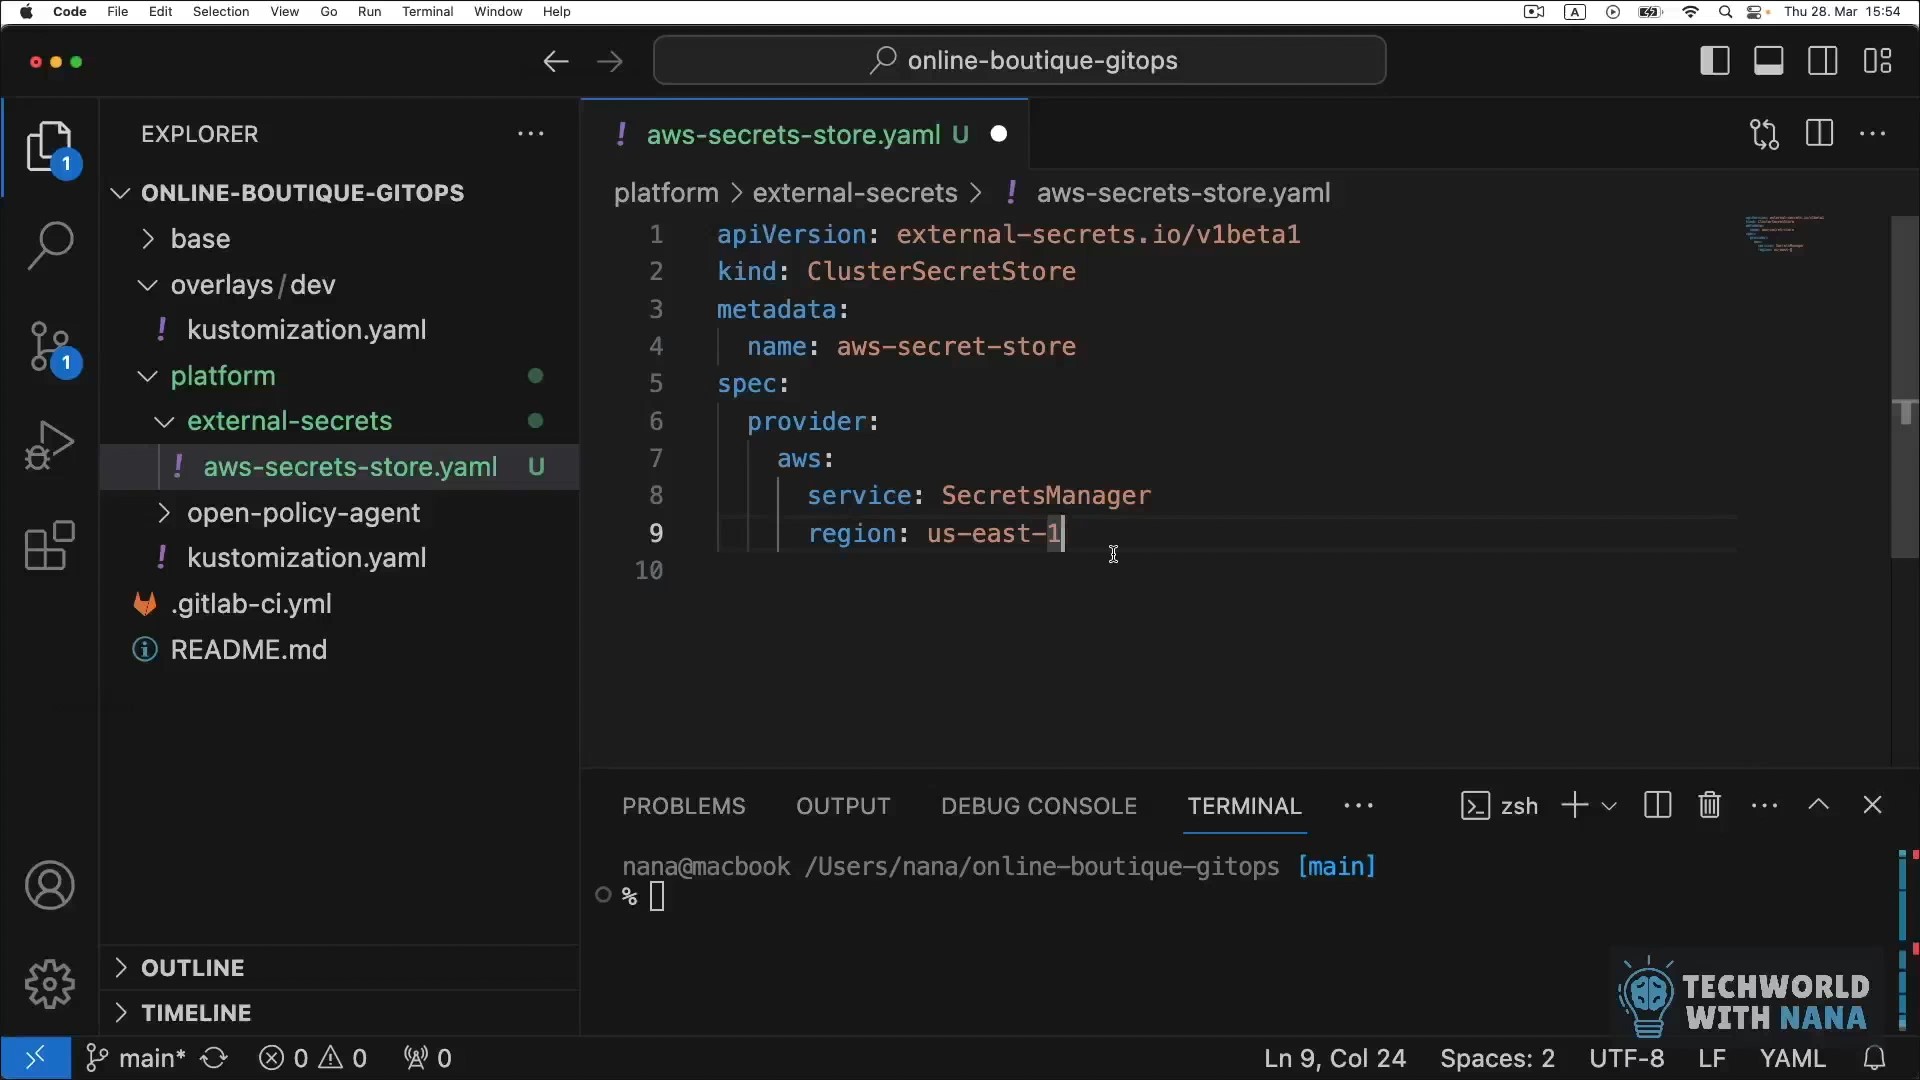 Code File Edit Selection View Go Run Terminal Window Help A Thu 28. Mar 15:54
online-boutique-gitops
EXPLORER
1
ONLINE-BOUTIQUE-GITOPS
base
overlays/dev
! kustomization.yaml
1
platform
external-secrets
! aws-secrets-store.yaml U
open-policy-agent
! kustomization.yaml
.gitlab-ci.yml
README.md
OUTLINE
TIMELINE
! aws-secrets-store.yaml U
platform > external-secrets > ! aws-secrets-store.yaml
1 apiVersion: external-secrets.io/v1beta1
2 kind: ClusterSecretStore
3 metadata:
4 name: aws-secret-store
5 spec:
6 provider:
7 aws:
8 service: SecretsManager
9 region: us-east-1
10
PROBLEMS OUTPUT DEBUG CONSOLE TERMINAL zsh
nana@macbook /Users/nana/online-boutique-gitops [main]
%
TECHWORLD
WITH NANA
main* 0 0 0 Ln 9, Col 24 Spaces: 2 UTF-8 LF YAML